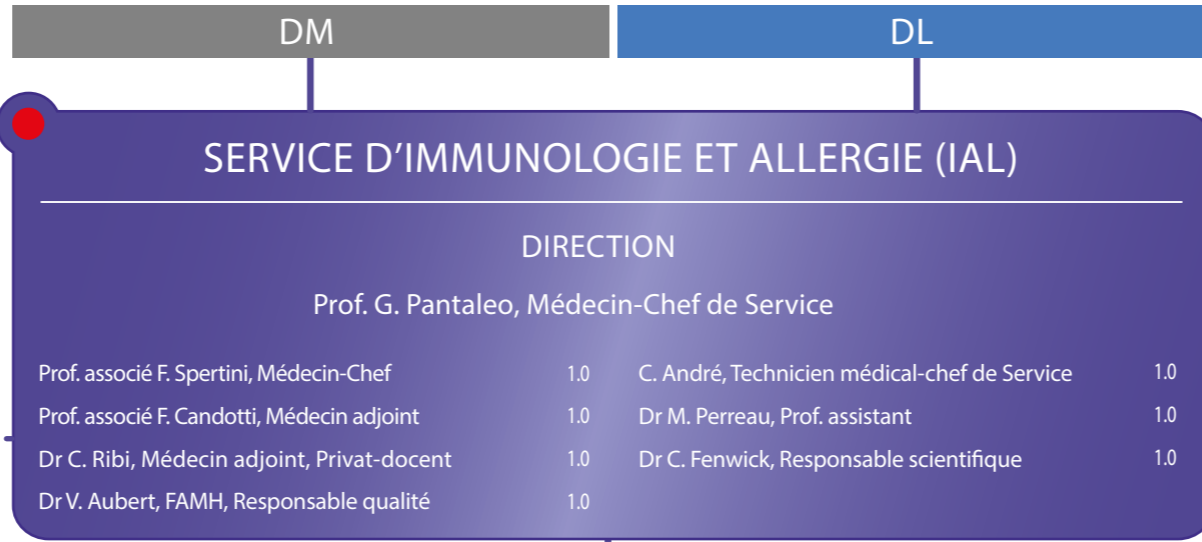 DM
DL
SERVICE D’IMMUNOLOGIE ET ALLERGIE (IAL)
DIRECTION
Prof. G. Pantaleo, Médecin-Chef de Service
Prof. associé F. Spertini, Médecin-Chef 1.0
Prof. associé F. Candotti, Médecin adjoint 1.0
Dr C. Ribi, Médecin adjoint, Privat-docent 1.0
Dr V. Aubert, FAMH, Responsable qualité 1.0
C. André, Technicien médical-chef de Service 1.0
Dr M. Perreau, Prof. assistant 1.0
Dr C. Fenwick, Responsable scientifique 1.0